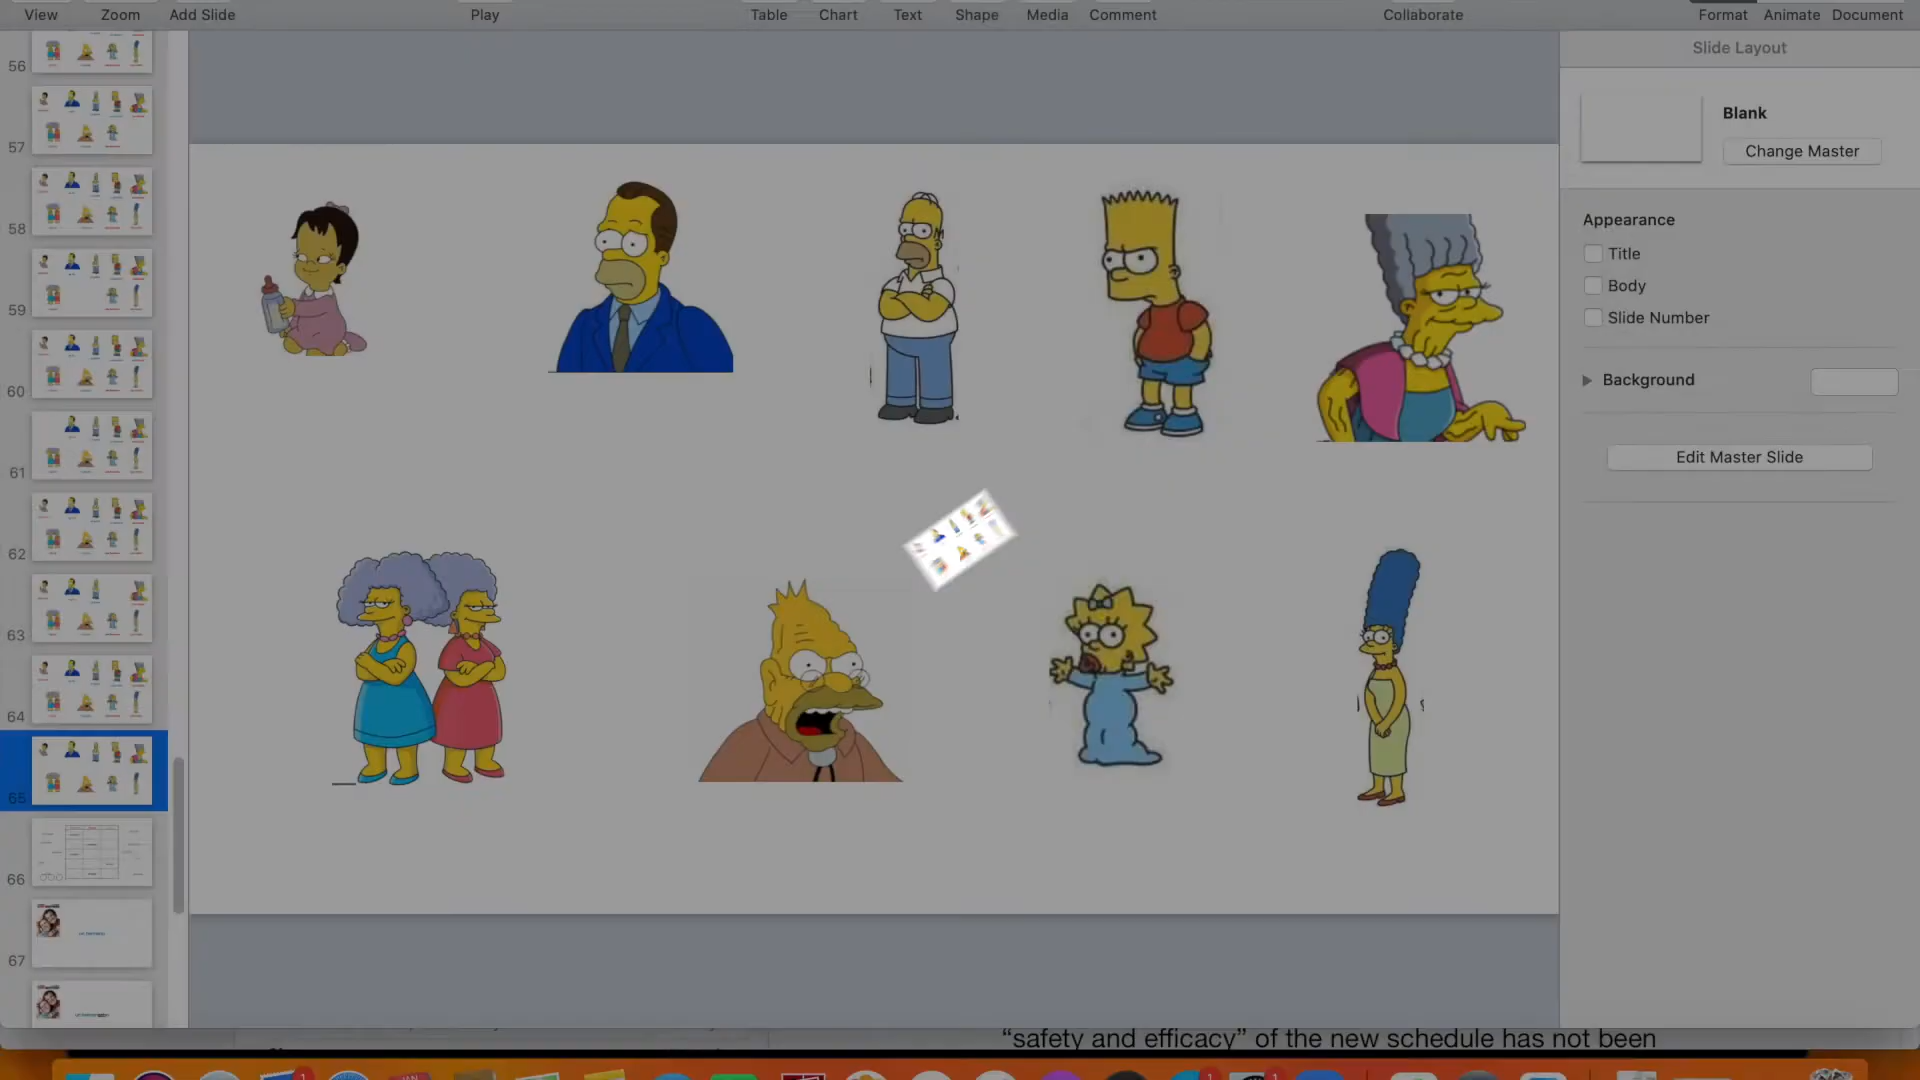 View Zoom Add Slide Play Table Chart Text Shape Media Comment Collaborate Format Animate Document
Slide Layout
Blank
Change Master
Appearance
Title
Body
Slide Number
Background
Edit Master Slide
56
57
58
59
60
61
62
63
64
65
66
67
“safety and efficacy” of the new schedule has not been